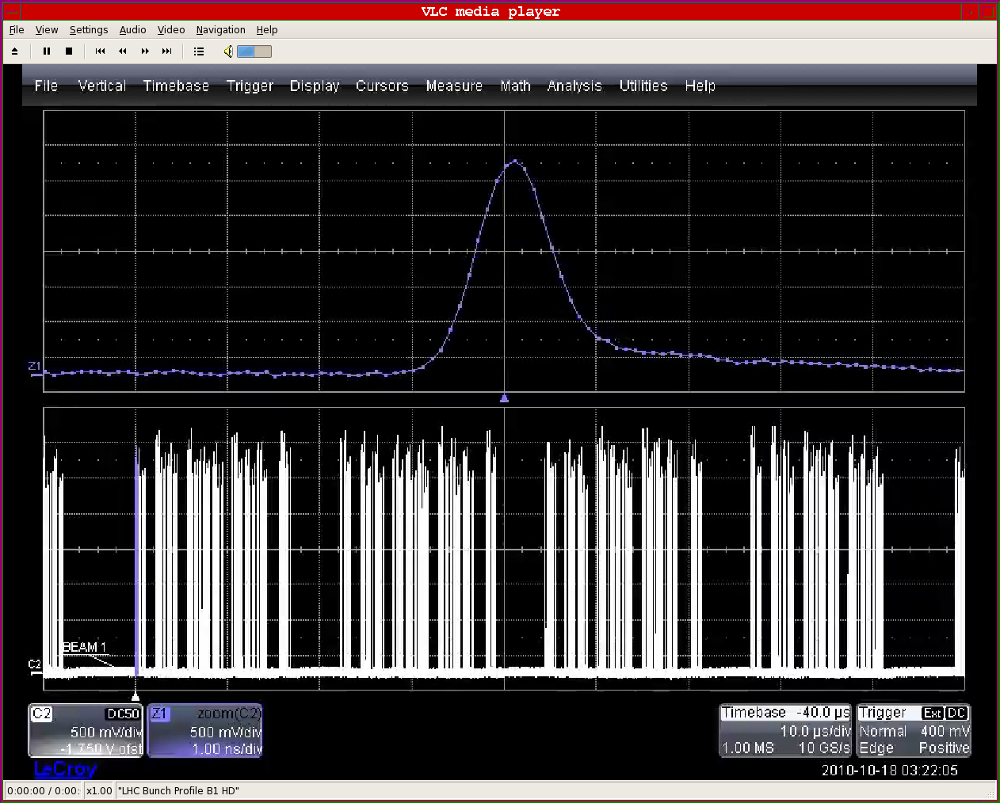 VLC media player
File View Settings Audio Video Navigation Help
File Vertical Timebase Trigger Display Cursors Measure Math Analysis Utilities Help
Z1
BEAM 1
C2
C2 DC50
500 mV/div
-1.750 V ofst
Z1 zoom(C2)
500 mV/div
1.00 ns/div
Timebase -40.0 µs
10.0 µs/div
1.00 MS 10 GS/s
Trigger Ext DC
Normal 400 mV
Edge Positive
LeCroy
2010-10-18 03:22:05
0:00:00 / 0:00: x1.00 "LHC Bunch Profile B1 HD"